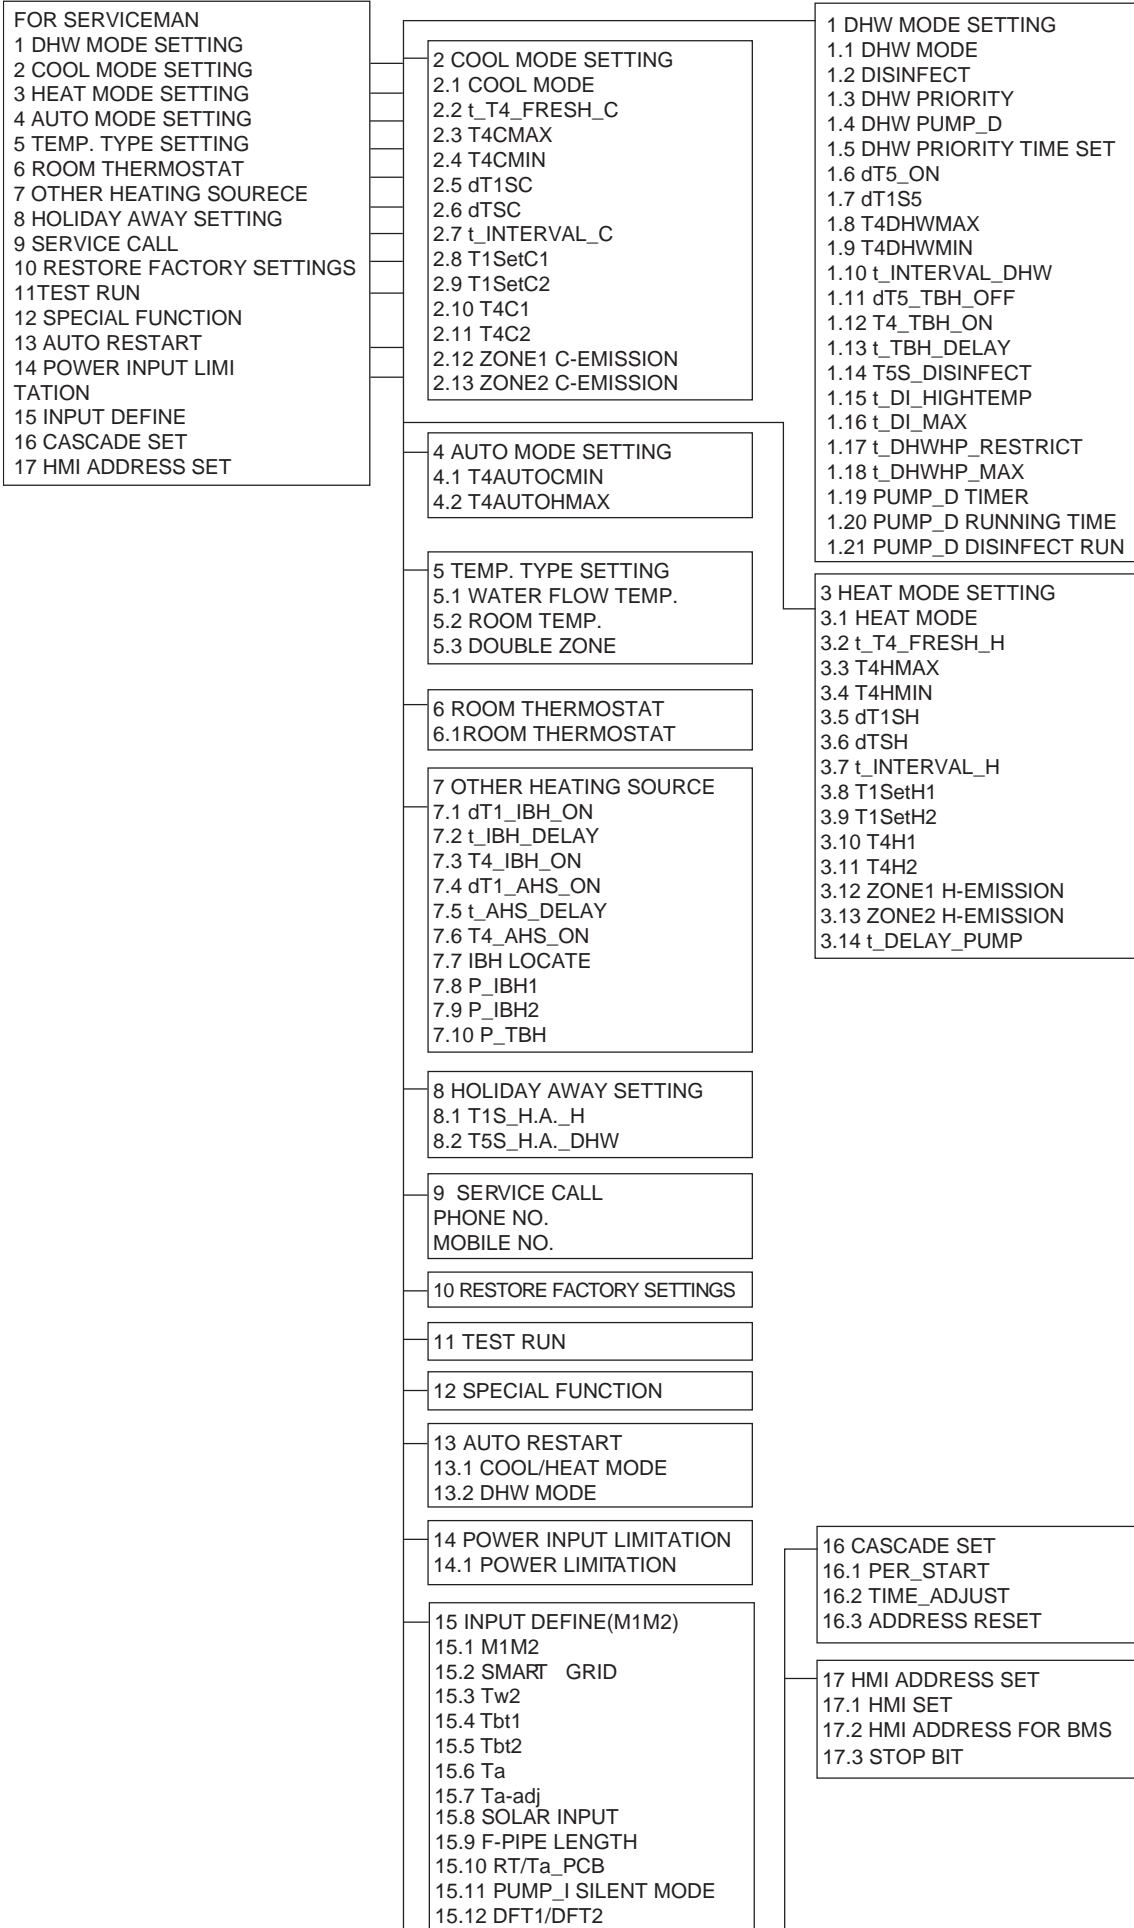 FOR SERVICEMAN
1 DHW MODE SETTING
2 COOL MODE SETTING
3 HEAT MODE SETTING
4 AUTO MODE SETTING
5 TEMP. TYPE SETTING
6 ROOM THERMOSTAT
7 OTHER HEATING SOURECE
8 HOLIDAY AWAY SETTING
9 SERVICE CALL
10 RESTORE FACTORY SETTINGS
11TEST RUN
12 SPECIAL FUNCTION
13 AUTO RESTART
14 POWER INPUT LIMI
TATION
15 INPUT DEFINE
16 CASCADE SET
17 HMI ADDRESS SET
2 COOL MODE SETTING
2.1 COOL MODE
2.2 t_T4_FRESH_C
2.3 T4CMAX
2.4 T4CMIN
2.5 dT1SC
2.6 dTSC
2.7 t_INTERVAL_C
2.8 T1SetC1
2.9 T1SetC2
2.10 T4C1
2.11 T4C2
2.12 ZONE1 C-EMISSION
2.13 ZONE2 C-EMISSION
4 AUTO MODE SETTING
4.1 T4AUTOCMIN
4.2 T4AUTOHMAX
5 TEMP. TYPE SETTING
5.1 WATER FLOW TEMP.
5.2 ROOM TEMP.
5.3 DOUBLE ZONE
6 ROOM THERMOSTAT
6.1ROOM THERMOSTAT
7 OTHER HEATING SOURCE
7.1 dT1_IBH_ON
7.2 t_IBH_DELAY
7.3 T4_IBH_ON
7.4 dT1_AHS_ON
7.5 t_AHS_DELAY
7.6 T4_AHS_ON
7.7 IBH LOCATE
7.8 P_IBH1
7.9 P_IBH2
7.10 P_TBH
8 HOLIDAY AWAY SETTING
8.1 T1S_H.A._H
8.2 T5S_H.A._DHW
9 SERVICE CALL
PHONE NO.
MOBILE NO.
10 RESTORE FACTORY SETTINGS
11 TEST RUN
12 SPECIAL FUNCTION
13 AUTO RESTART
13.1 COOL/HEAT MODE
13.2 DHW MODE
14 POWER INPUT LIMITATION
14.1 POWER LIMITATION
15 INPUT DEFINE(M1M2)
15.1 M1M2
15.2 SMART GRID
15.3 Tw2
15.4 Tbt1
15.5 Tbt2
15.6 Ta
15.7 Ta-adj
15.8 SOLAR INPUT
15.9 F-PIPE LENGTH
15.10 RT/Ta_PCB
15.11 PUMP_I SILENT MODE
15.12 DFT1/DFT2
1 DHW MODE SETTING
1.1 DHW MODE
1.2 DISINFECT
1.3 DHW PRIORITY
1.4 DHW PUMP_D
1.5 DHW PRIORITY TIME SET
1.6 dT5_ON
1.7 dT1S5
1.8 T4DHWMAX
1.9 T4DHWMIN
1.10 t_INTERVAL_DHW
1.11 dT5_TBH_OFF
1.12 T4_TBH_ON
1.13 t_TBH_DELAY
1.14 T5S_DISINFECT
1.15 t_DI_HIGHTEMP
1.16 t_DI_MAX
1.17 t_DHWHP_RESTRICT
1.18 t_DHWHP_MAX
1.19 PUMP_D TIMER
1.20 PUMP_D RUNNING TIME
1.21 PUMP_D DISINFECT RUN
3 HEAT MODE SETTING
3.1 HEAT MODE
3.2 t_T4_FRESH_H
3.3 T4HMAX
3.4 T4HMIN
3.5 dT1SH
3.6 dTSH
3.7 t_INTERVAL_H
3.8 T1SetH1
3.9 T1SetH2
3.10 T4H1
3.11 T4H2
3.12 ZONE1 H-EMISSION
3.13 ZONE2 H-EMISSION
3.14 t_DELAY_PUMP
16 CASCADE SET
16.1 PER_START
16.2 TIME_ADJUST
16.3 ADDRESS RESET
17 HMI ADDRESS SET
17.1 HMI SET
17.2 HMI ADDRESS FOR BMS
17.3 STOP BIT